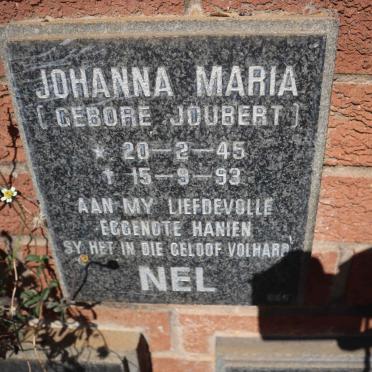 JOHANNA MARIA
(GEBORE JOUBERT)
* 20-2-45
† 15-9-93
AAN MY LIEFDEVOLLE
EGGENOTE HANIEN
SY HET IN DIE GELOOF VOLHARD
NEL